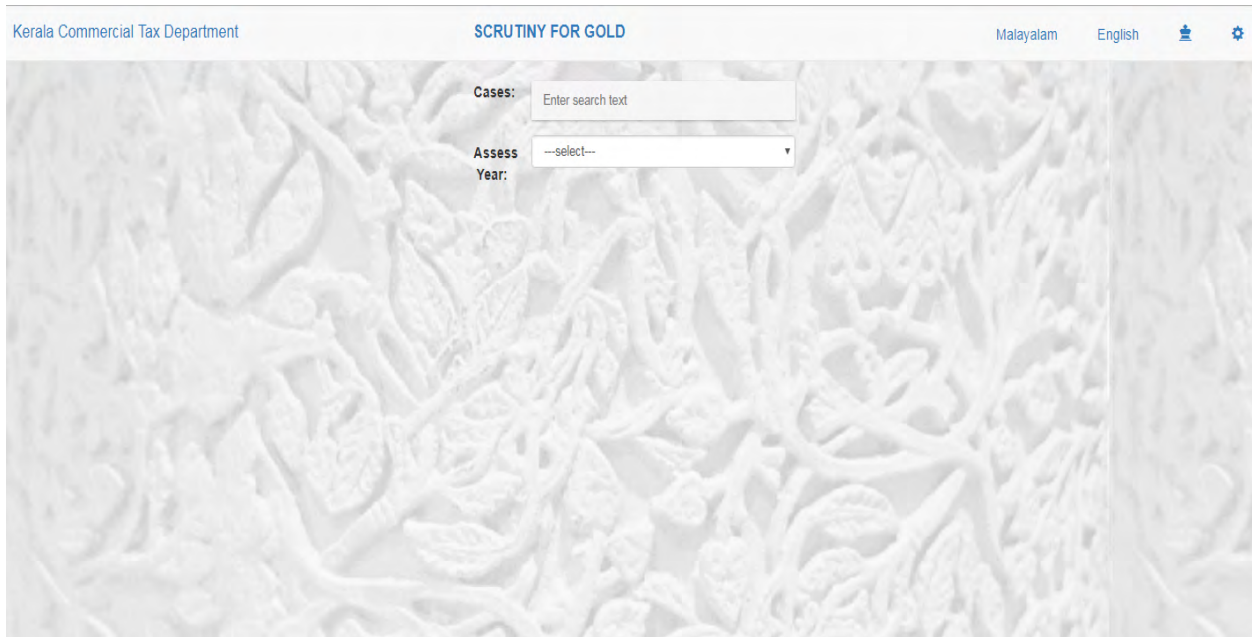 Kerala Commercial Tax Department
SCRUTINY FOR GOLD
Malayalam
English
Cases:
Enter search text
Assess
Year:
---select---